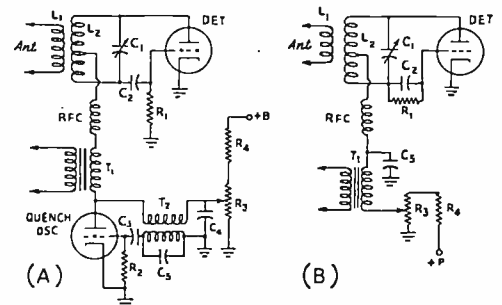 L1
L2
Ant
C1
C2
R1
DET
RFC
T1
T2
+B
R4
R3
C4
QUENCH
OSC
C3
R2
C5
(A)
L1
L2
Ant
C1
C2
R1
DET
RFC
T1
C5
R3
R4
+P
(B)